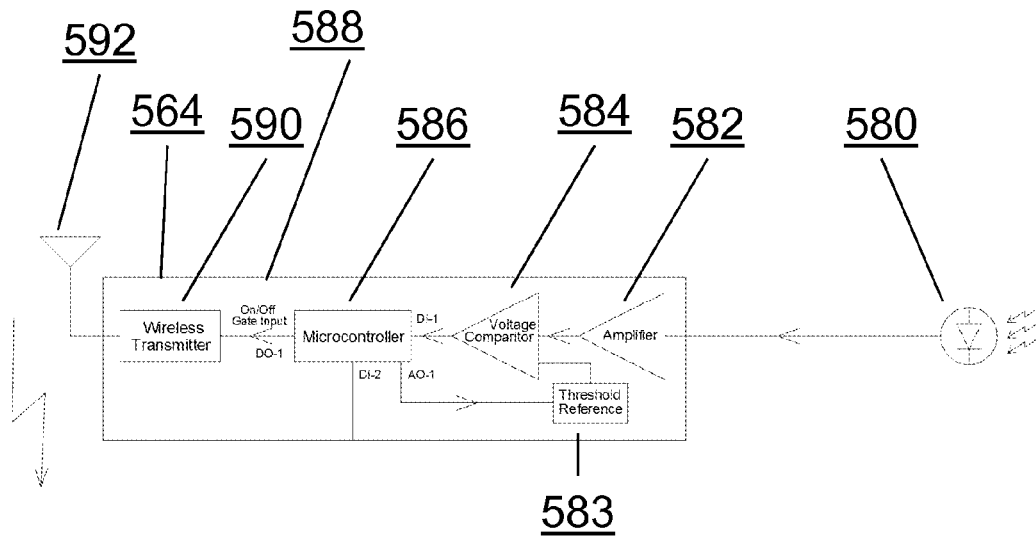 592
588
564
590
586
584
582
580
Wireless
Transmitter
On/Off
Gate Input
DO-1
Microcontroller
DI-1
DI-2
AO-1
Voltage
Comparitor
Amplifier
Threshold
Reference
583